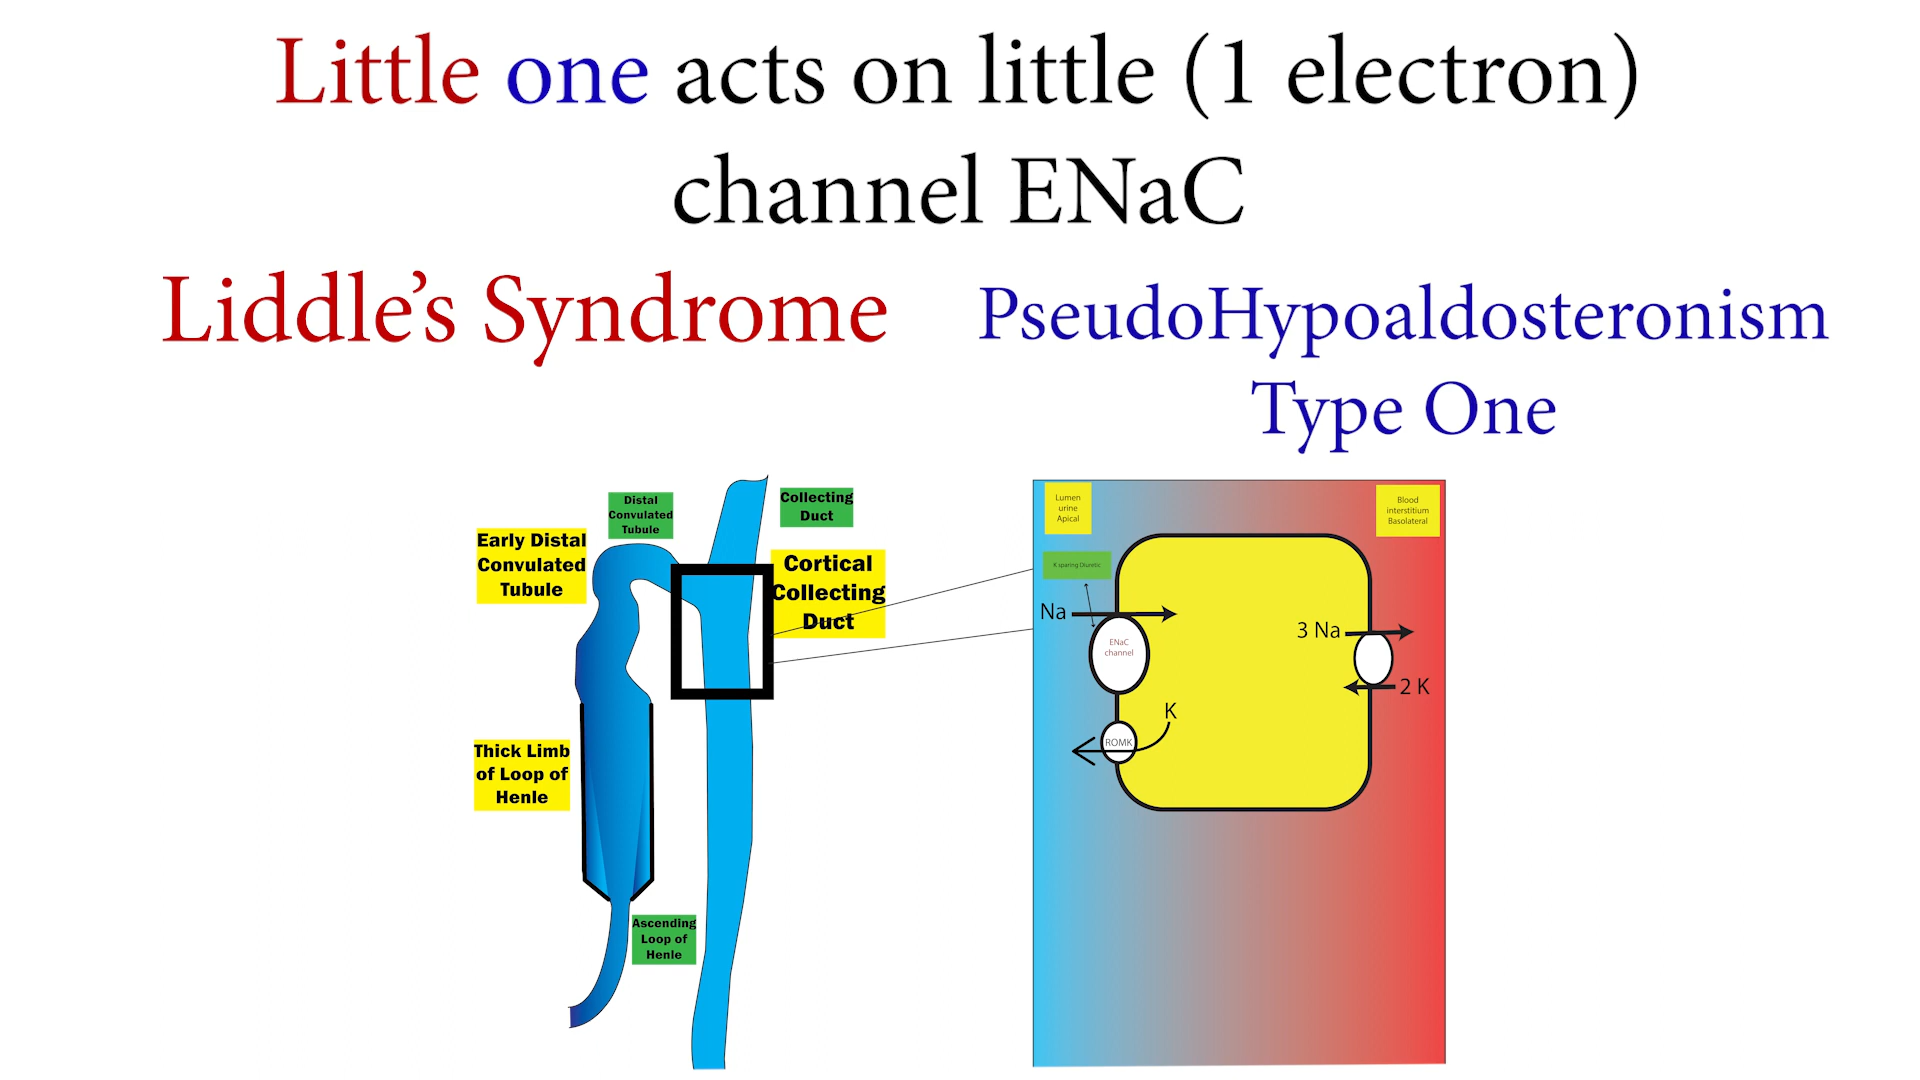 Little one acts on little (1 electron)
channel ENaC
Liddle’s Syndrome
PseudoHypoaldosteronism
Type One
Distal
Convulated
Tubule
Collecting
Duct
Early Distal
Convulated
Tubule
Cortical
Collecting
Duct
Thick Limb
of Loop of
Henle
Ascending
Loop of
Henle
Lumen
urine
Apical
Blood
interstitium
Basolateral
K sparing Diuretic
Na
ENaC
channel
3 Na
2 K
K
ROMK